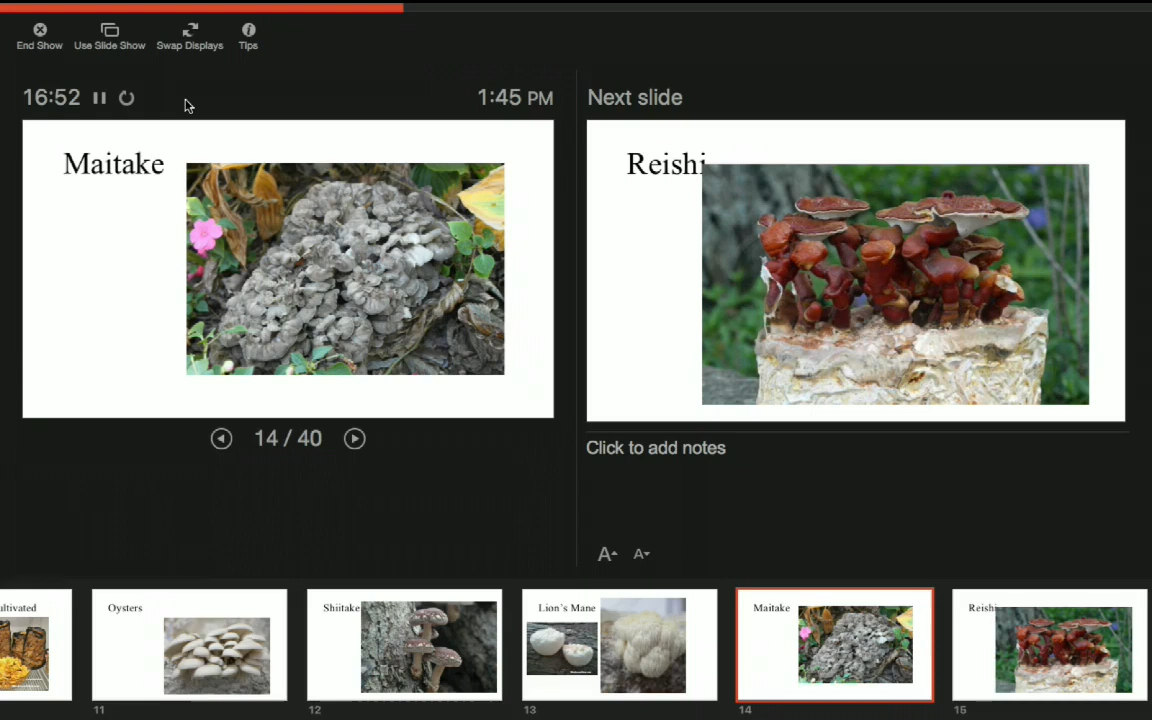 End Show Use Slide Show Swap Displays Tips
16:52 1:45 PM Next slide
Maitake
Reishi
14 / 40
Click to add notes
A A
ultivated Oysters Shiitake Lion's Mane Maitake Reishi
11 12 13 14 15